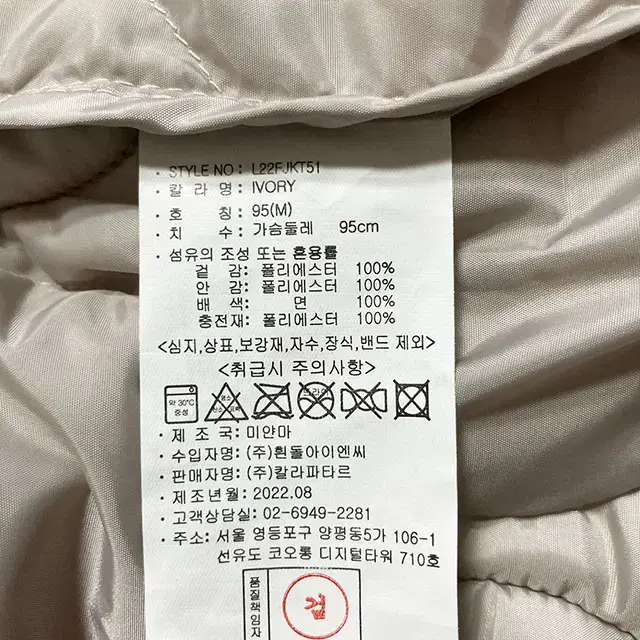 · STYLE NO : L22FJKT51
· 칼 라 명 : IVORY
· 호 칭 : 95(M)
· 치 수 : 가슴둘레 95cm
· 섬유의 조성 또는 혼용률
겉 감: 폴리에스터 100%
안 감: 폴리에스터 100%
배 색: 면 100%
충전재: 폴리에스터 100%
<심지,상표,보강재,자수,장식,밴드 제외>
<취급시 주의사항>
약 30℃
중성
· 제 조 국: 미얀마
· 수입자명: (주)흰돌아이엔씨
· 판매자명: (주)칼라파타르
· 제조년월: 2022.08
· 고객상담실: 02-6949-2281
· 주소: 서울 영등포구 양평동5가 106-1
선유도 코오롱 디지털타워 710호
품질책임자